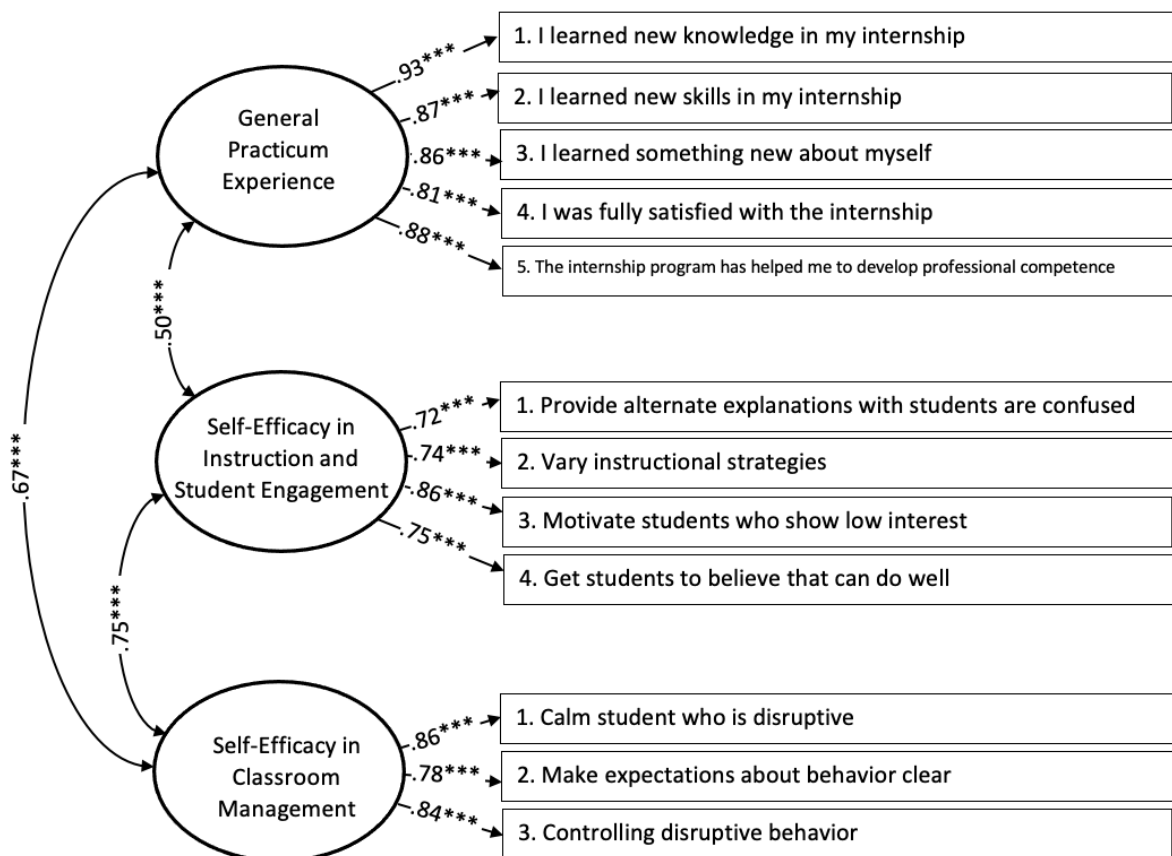 .93***
1. I learned new knowledge in my internship
.87***
2. I learned new skills in my internship
General
Practicum
Experience
.86***
3. I learned something new about myself
.81***
4. I was fully satisfied with the internship
.88***
5. The internship program has helped me to develop professional competence
.50***
.67***
.72***
1. Provide alternate explanations with students are confused
Self-Efficacy in
Instruction and
Student Engagement
.74***
2. Vary instructional strategies
.86***
3. Motivate students who show low interest
.75***
4. Get students to believe that can do well
.75***
.86***
1. Calm student who is disruptive
Self-Efficacy in
Classroom
Management
.78***
2. Make expectations about behavior clear
.84***
3. Controlling disruptive behavior